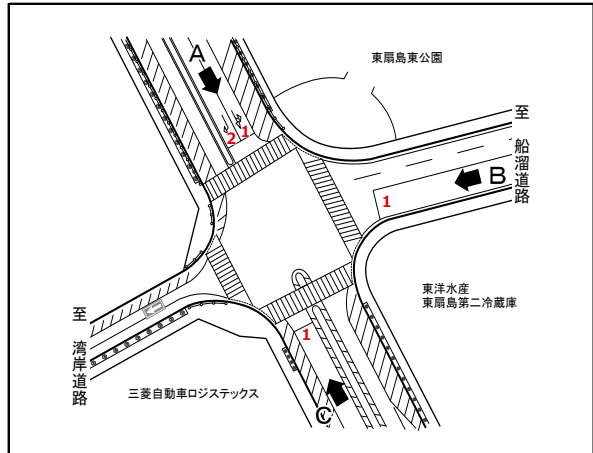 A
東扇島東公園
2 1
至 船溜道路
B
1
東洋水産
東扇島第二冷蔵庫
至 湾岸道路
1
三菱自動車ロジステックス
C